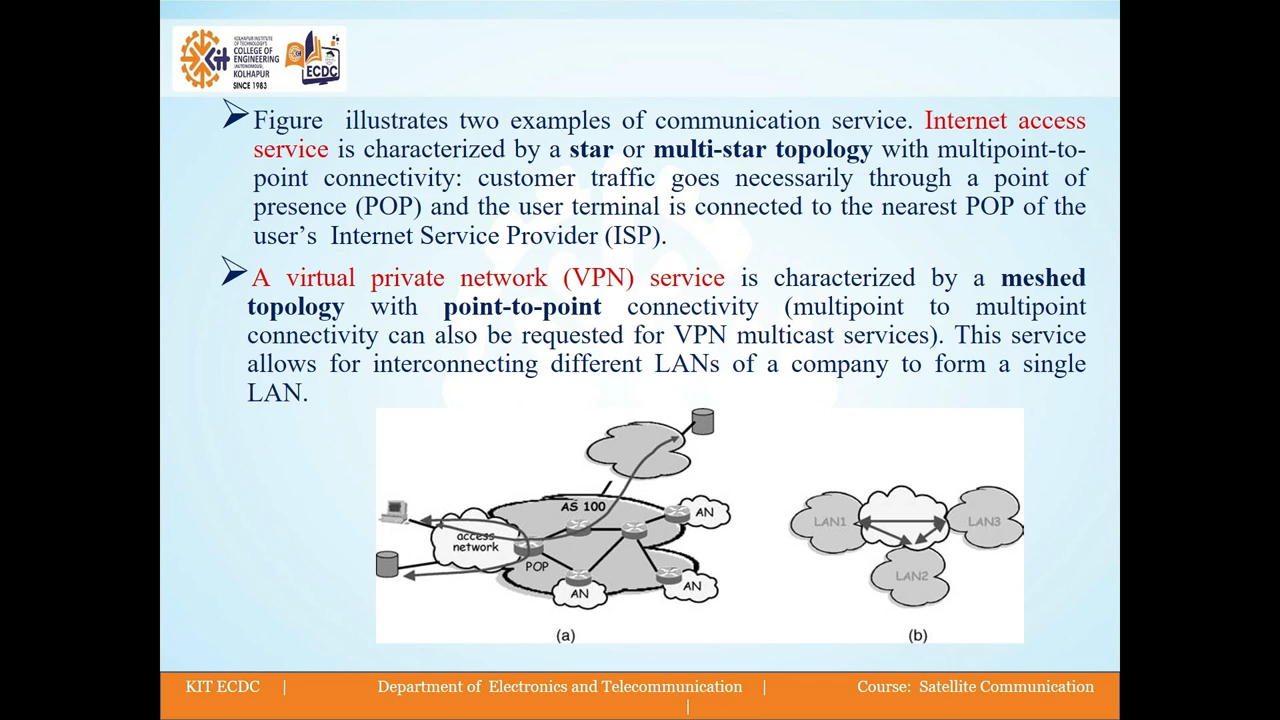 KOLHAPUR INSTITUTE
OF TECHNOLOGY'S
COLLEGE OF
ENGINEERING
(AUTONOMOUS),
KOLHAPUR
SINCE 1983
Kit
ECDC
Figure illustrates two examples of communication service. Internet access
service is characterized by a star or multi-star topology with multipoint-to-
point connectivity: customer traffic goes necessarily through a point of
presence (POP) and the user terminal is connected to the nearest POP of the
user's Internet Service Provider (ISP).
A virtual private network (VPN) service is characterized by a meshed
topology with point-to-point connectivity (multipoint to multipoint
connectivity can also be requested for VPN multicast services). This service
allows for interconnecting different LANs of a company to form a single
LAN.
AS 100
AN
access
network
POP
AN
AN
(a)
LAN1
LAN3
LAN2
(b)
KIT ECDC | Department of Electronics and Telecommunication | Course: Satellite Communication
|